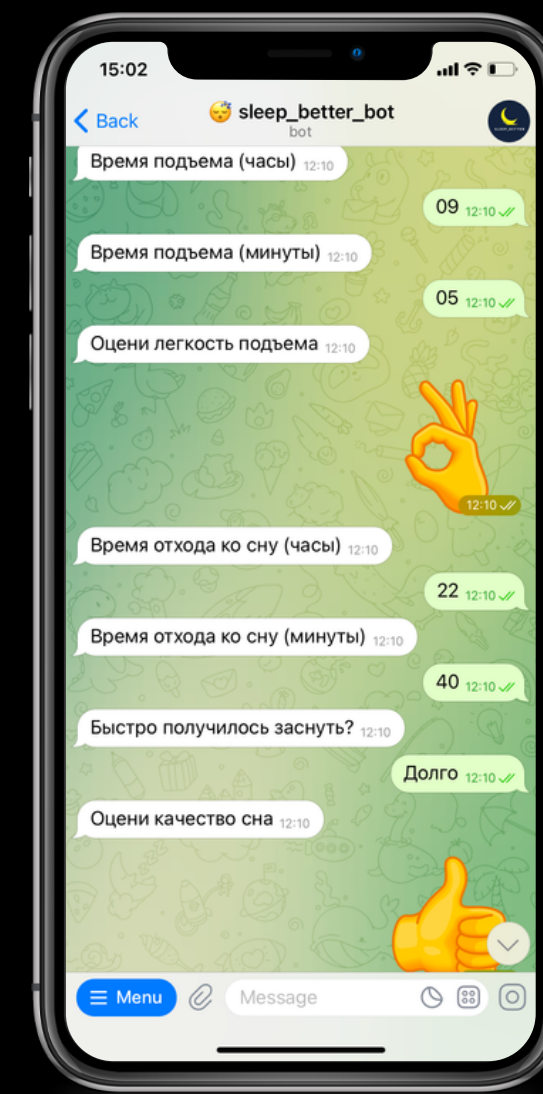 15:02
Back
sleep_better_bot
bot
Время подъема (часы) 12:10
09 12:10
Время подъема (минуты) 12:10
05 12:10
Оцени легкость подъема 12:10
12:10
Время отхода ко сну (часы) 12:10
22 12:10
Время отхода ко сну (минуты) 12:10
40 12:10
Быстро получилось заснуть? 12:10
Долго 12:10
Оцени качество сна 12:10
Menu
Message